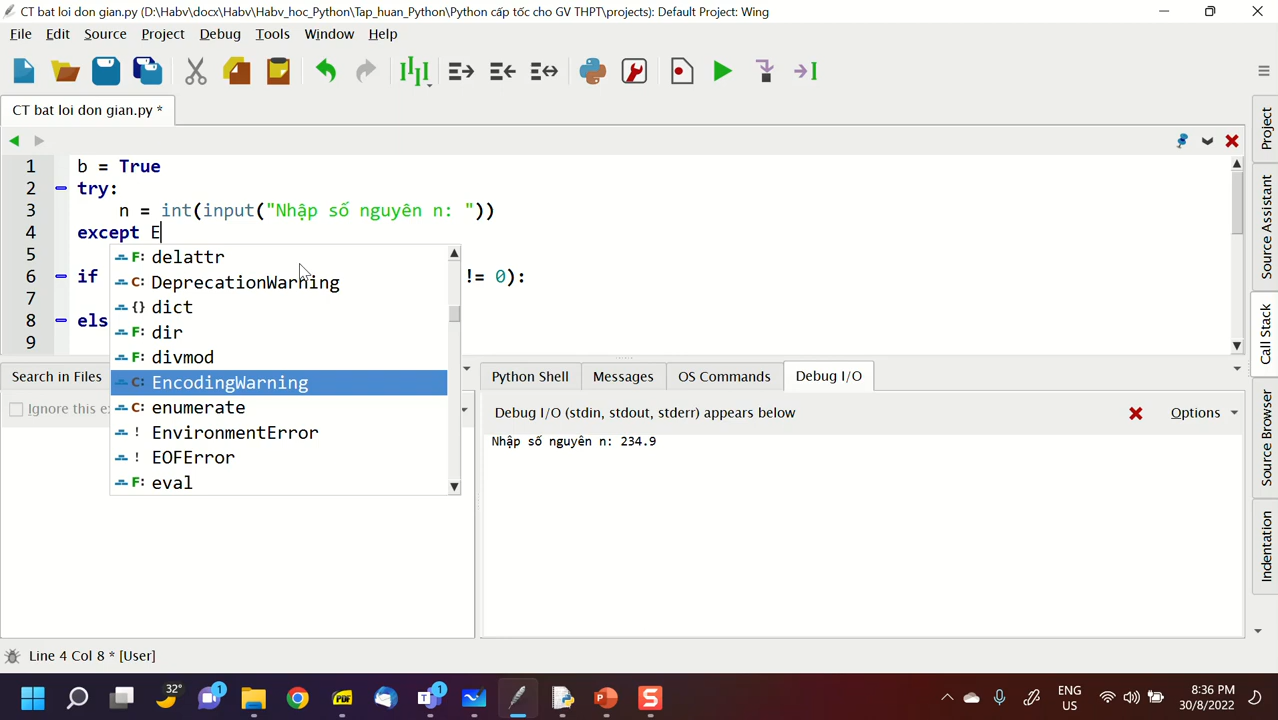 CT bat loi don gian.py (D:\Habv\docx\Habv\Habv_hoc_Python\Tap_huan_Python\Python cấp tốc cho GV THPT\projects): Default Project: Wing
File Edit Source Project Debug Tools Window Help
CT bat loi don gian.py *
1 b = True
2 try:
3 n = int(input("Nhập số nguyên n: "))
4 except E
5
6 if != 0):
7
8 els
9
delattr
C: DeprecationWarning
{} dict
F: dir
F: divmod
C: EncodingWarning
C: enumerate
! EnvironmentError
! EOFError
F: eval
Project
Source Assistant
Call Stack
Source Browser
Indentation
Search in Files
Ignore this ex
Python Shell Messages OS Commands Debug I/O
Debug I/O (stdin, stdout, stderr) appears below
Options
Nhập số nguyên n: 234.9
Line 4 Col 8 * [User]
32°
1
PDF
1
S
ENG
US
8:36 PM
30/8/2022